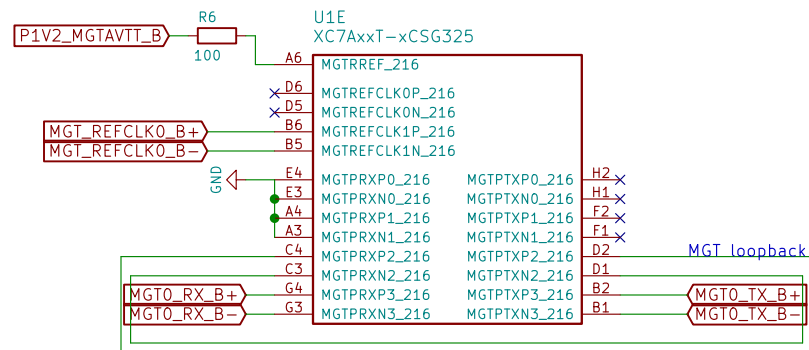 U1E
R6
XC7AxxT-xCSG325
P1V2_MGTAVTT_B
100
A6 MGTRREF_216
D6 MGTREFCLK0P_216
D5 MGTREFCLK0N_216
MGT_REFCLK0_B+ B6 MGTREFCLK1P_216
MGT_REFCLK0_B- B5 MGTREFCLK1N_216
GND E4 MGTPRXP0_216 MGTPTXP0_216 H2
E3 MGTPRXN0_216 MGTPTXN0_216 H1
A4 MGTPRXP1_216 MGTPTXP1_216 F2
A3 MGTPRXN1_216 MGTPTXN1_216 F1
C4 MGTPRXP2_216 MGTPTXP2_216 D2 MGT loopback
C3 MGTPRXN2_216 MGTPTXN2_216 D1
MGT0_RX_B+ G4 MGTPRXP3_216 MGTPTXP3_216 B2 MGT0_TX_B+
MGT0_RX_B- G3 MGTPRXN3_216 MGTPTXN3_216 B1 MGT0_TX_B-